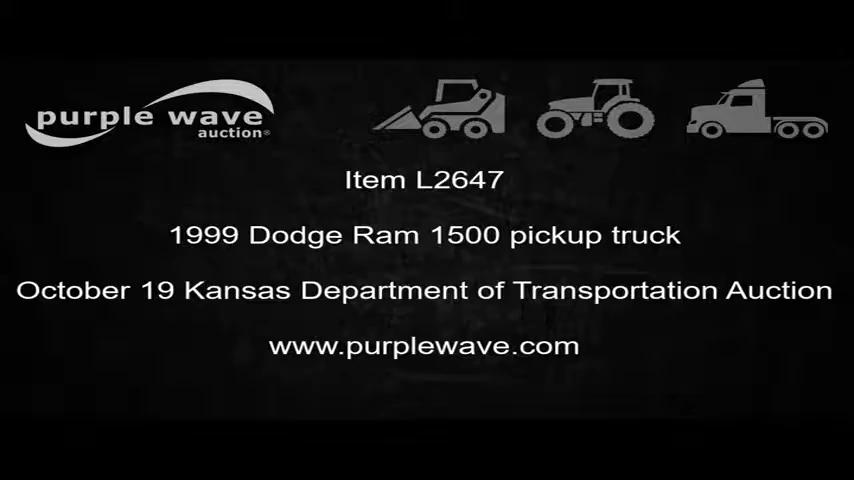 purple wave
auction®
Item L2647
1999 Dodge Ram 1500 pickup truck
October 19 Kansas Department of Transportation Auction
www.purplewave.com